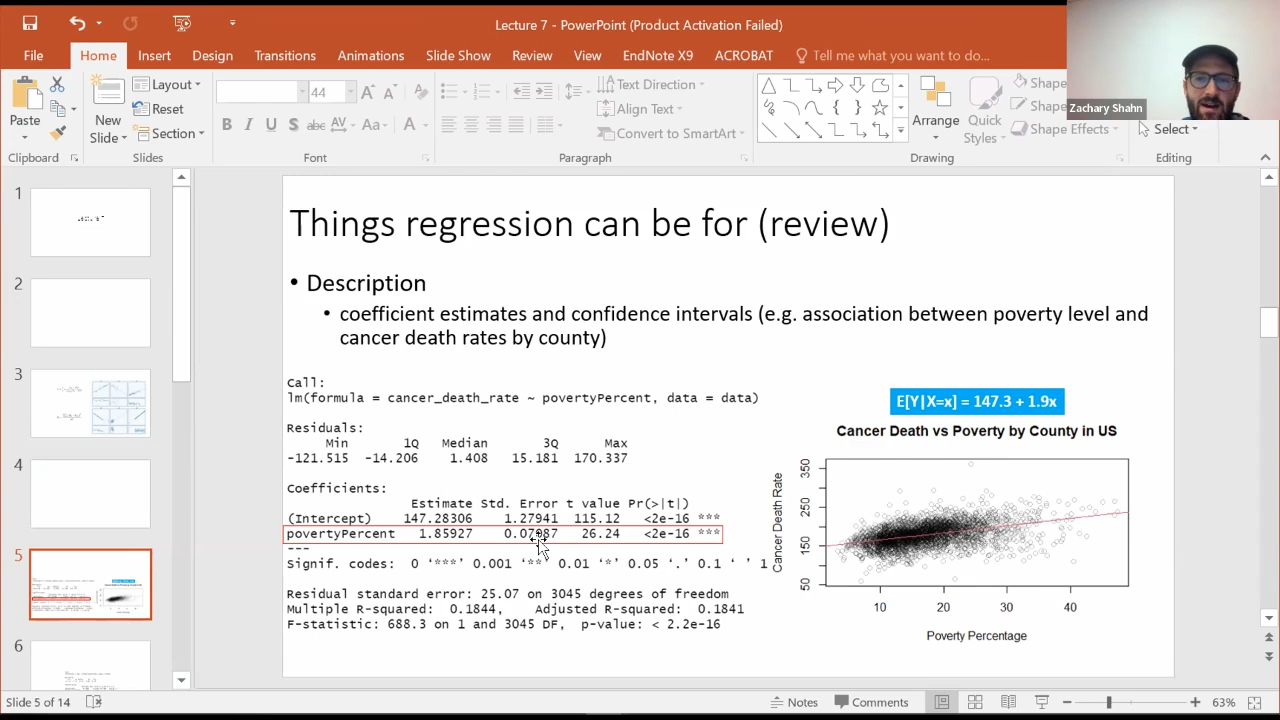 Lecture 7 - PowerPoint (Product Activation Failed)
File Home Insert Design Transitions Animations Slide Show Review View EndNote X9 ACROBAT Tell me what you want to do...
Zachary Shahn
Paste
New
Slide
Layout
Reset
Section
44
B I U S abc AV Aa A
Text Direction
Align Text
Convert to SmartArt
Arrange
Quick
Styles
Shape
Shape
Shape Effects
Select
Clipboard Slides Font Paragraph Drawing Editing
1
2
3
4
5
6
Things regression can be for (review)
• Description
• coefficient estimates and confidence intervals (e.g. association between poverty level and
cancer death rates by county)
Call:
lm(formula = cancer_death_rate ~ povertyPercent, data = data)
Residuals:
Min 1Q Median 3Q Max
-121.515 -14.206 1.408 15.181 170.337
Coefficients:
Estimate Std. Error t value Pr(>|t|)
(Intercept) 147.28306 1.27941 115.12 <2e-16 ***
povertyPercent 1.85927 0.07087 26.24 <2e-16 ***
---
Signif. codes: 0 ‘***’ 0.001 ‘**’ 0.01 ‘*’ 0.05 ‘.’ 0.1 ‘ ’ 1
Residual standard error: 25.07 on 3045 degrees of freedom
Multiple R-squared: 0.1844, Adjusted R-squared: 0.1841
F-statistic: 688.3 on 1 and 3045 DF, p-value: < 2.2e-16
E[Y|X=x] = 147.3 + 1.9x
Cancer Death vs Poverty by County in US
Cancer Death Rate
350
250
150
50
10 20 30 40
Poverty Percentage
Slide 5 of 14
Notes Comments 63%